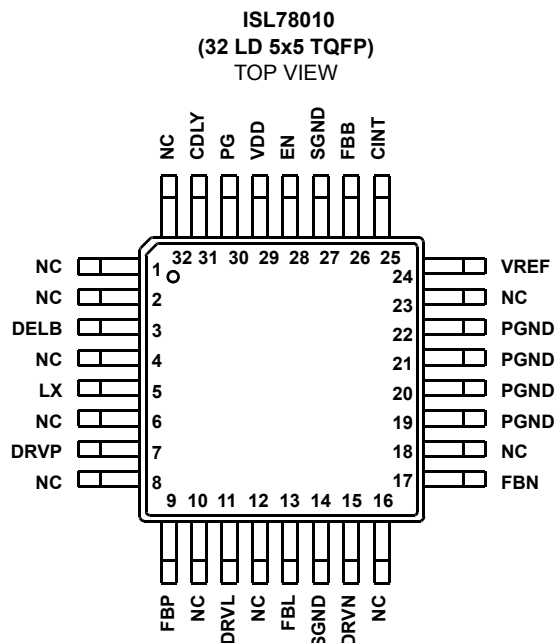 ISL78010
(32 LD 5x5 TQFP)
TOP VIEW
NC CDLY PG VDD EN SGND FBB CINT
32 31 30 29 28 27 26 25
NC 1 24 VREF
NC 2 23 NC
DELB 3 22 PGND
NC 4 21 PGND
LX 5 20 PGND
NC 6 19 PGND
DRVP 7 18 NC
NC 8 17 FBN
9 10 11 12 13 14 15 16
FBP NC DRVL NC FBL SGND DRVN NC